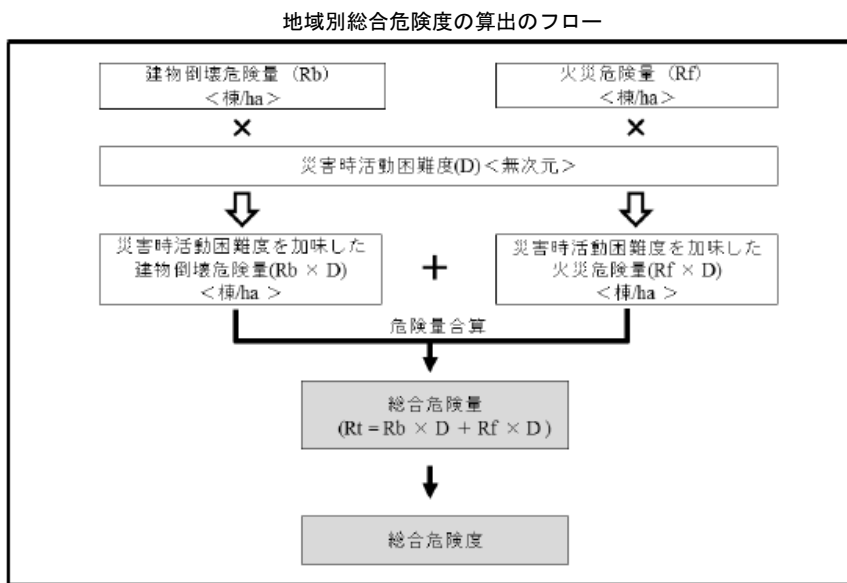 地域別総合危険度の算出のフロー
建物倒壊危険量（Rb）
＜棟/ha＞
火災危険量（Rf）
＜棟/ha＞
×
×
災害時活動困難度(D)＜無次元＞
災害時活動困難度を加味した
建物倒壊危険量(Rb × D)
＜棟/ha ＞
+
災害時活動困難度を加味した
火災危険量(Rf × D)
＜棟/ha ＞
危険量合算
総合危険量
(Rt = Rb × D + Rf × D )
総合危険度